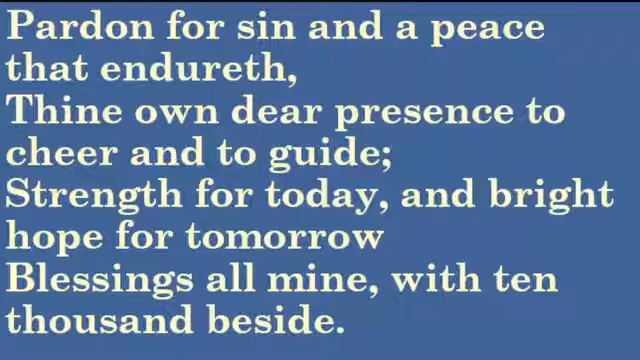 Pardon for sin and a peace
that endureth,
Thine own dear presence to
cheer and to guide;
Strength for today, and bright
hope for tomorrow
Blessings all mine, with ten
thousand beside.